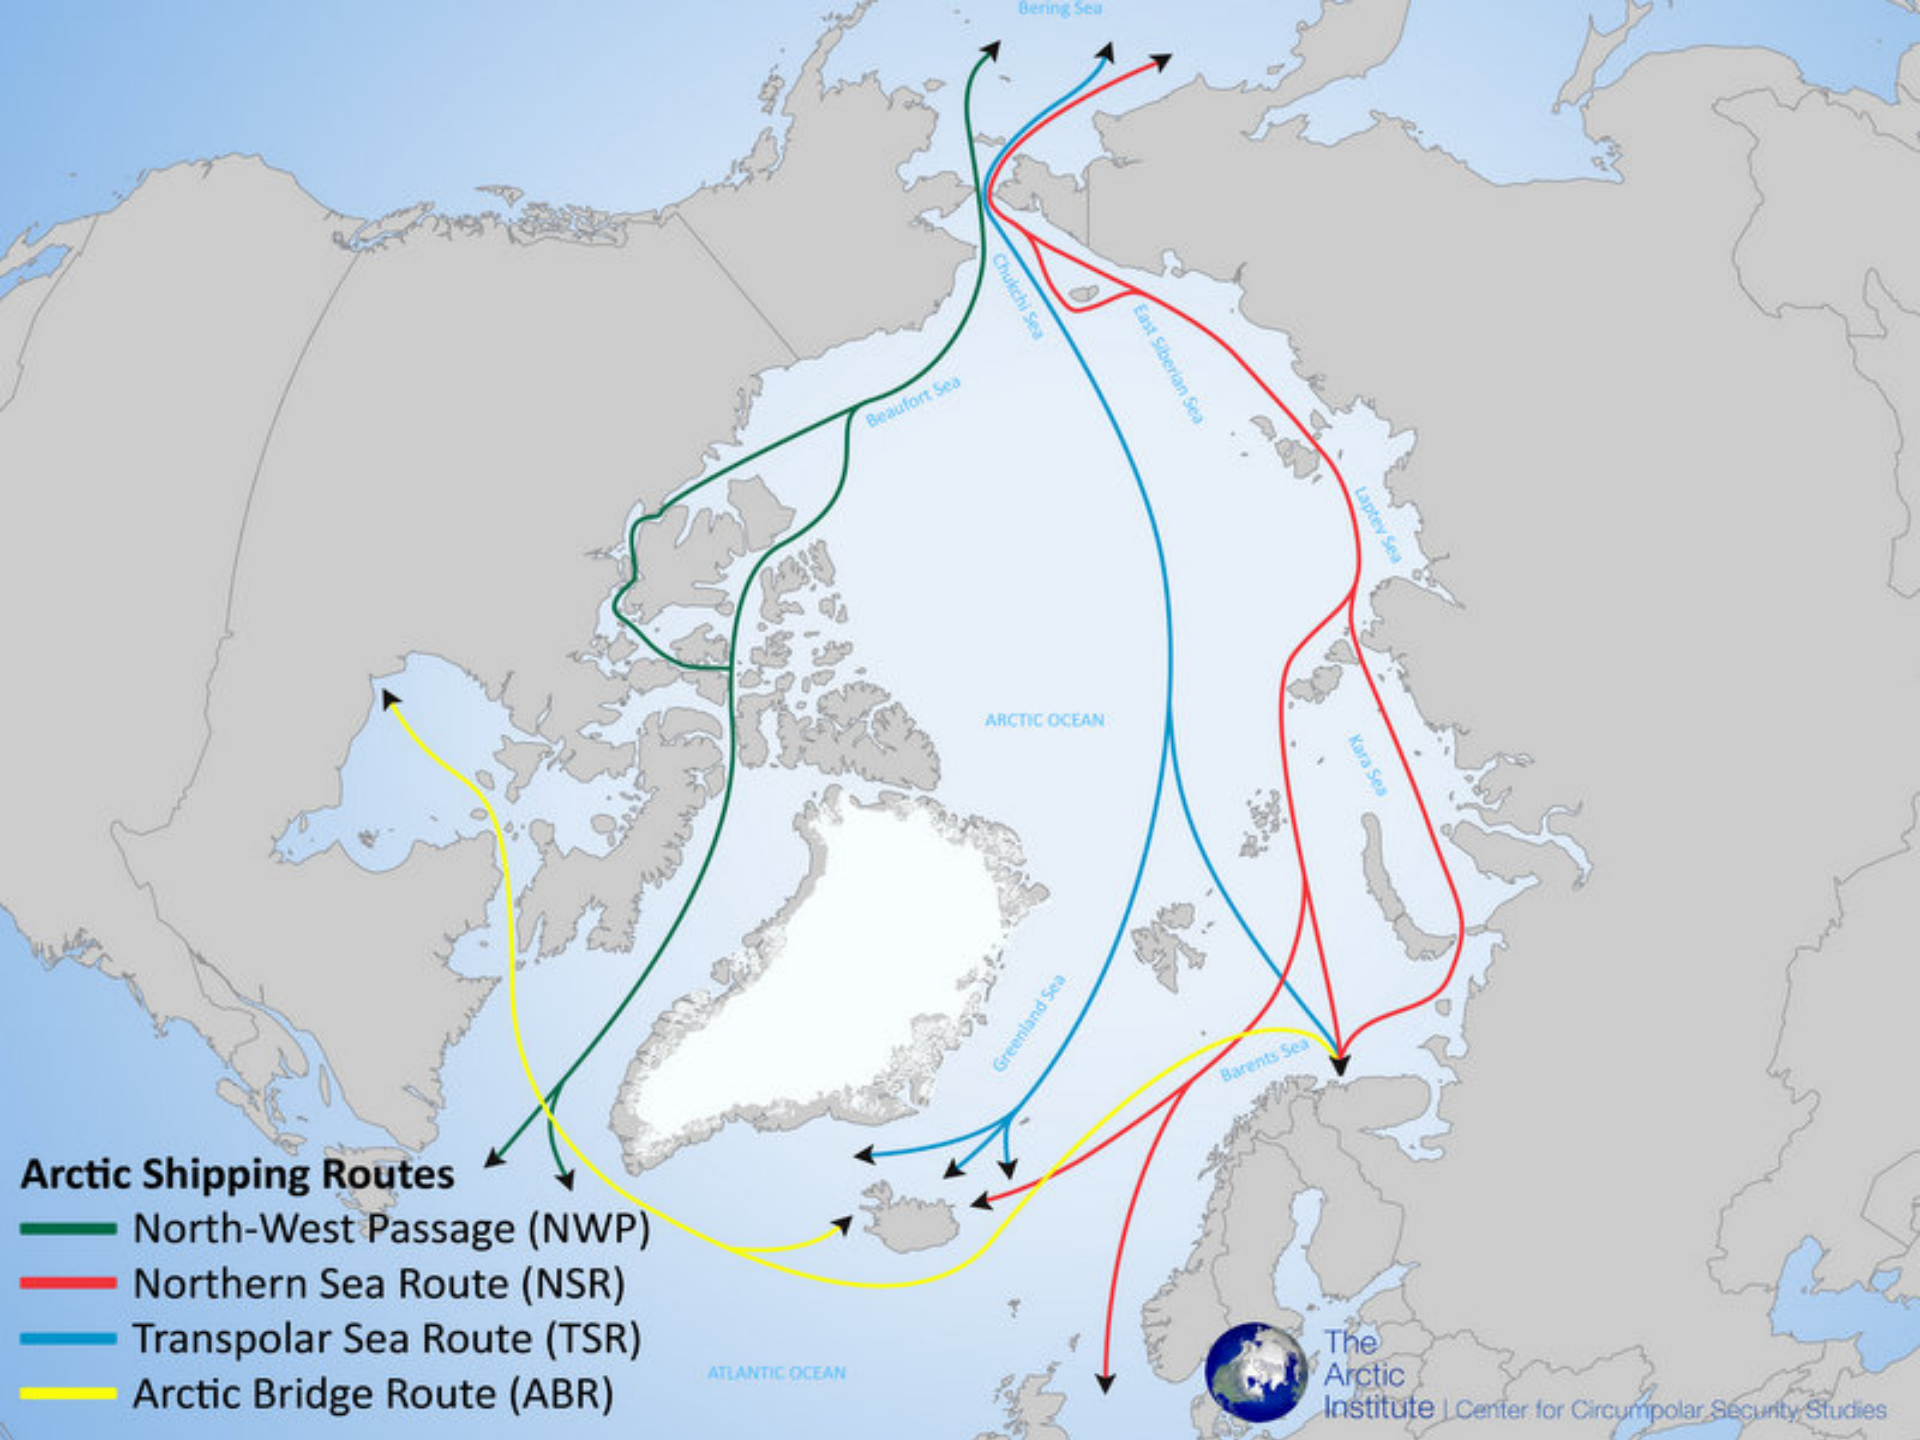 Bering Sea
Chukchi Sea
East Siberian Sea
Beaufort Sea
Laptev Sea
ARCTIC OCEAN
Kara Sea
Greenland Sea
Barents Sea
Arctic Shipping Routes
North-West Passage (NWP)
Northern Sea Route (NSR)
Transpolar Sea Route (TSR)
Arctic Bridge Route (ABR)
ATLANTIC OCEAN
The
Arctic
Institute | Center for Circumpolar Security Studies